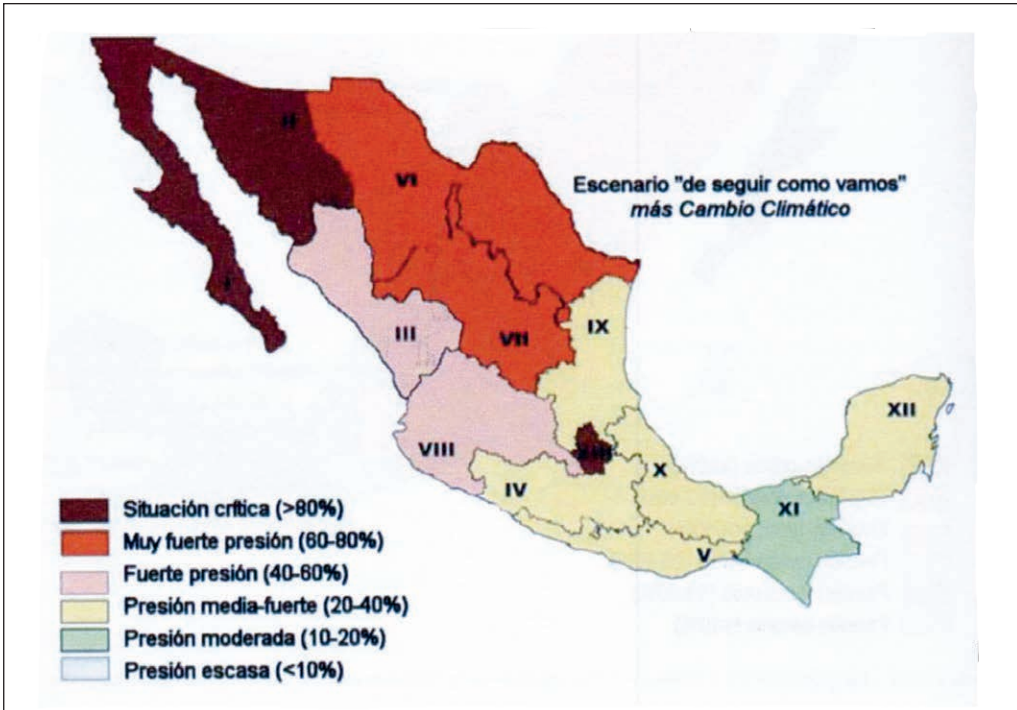 Escenario "de seguir como vamos"
más Cambio Climático
II
VI
I
III
VII
IX
XII
VIII
XIII
IV
X
XI
V
Situación crítica (>80%)
Muy fuerte presión (60-80%)
Fuerte presión (40-60%)
Presión media-fuerte (20-40%)
Presión moderada (10-20%)
Presión escasa (<10%)